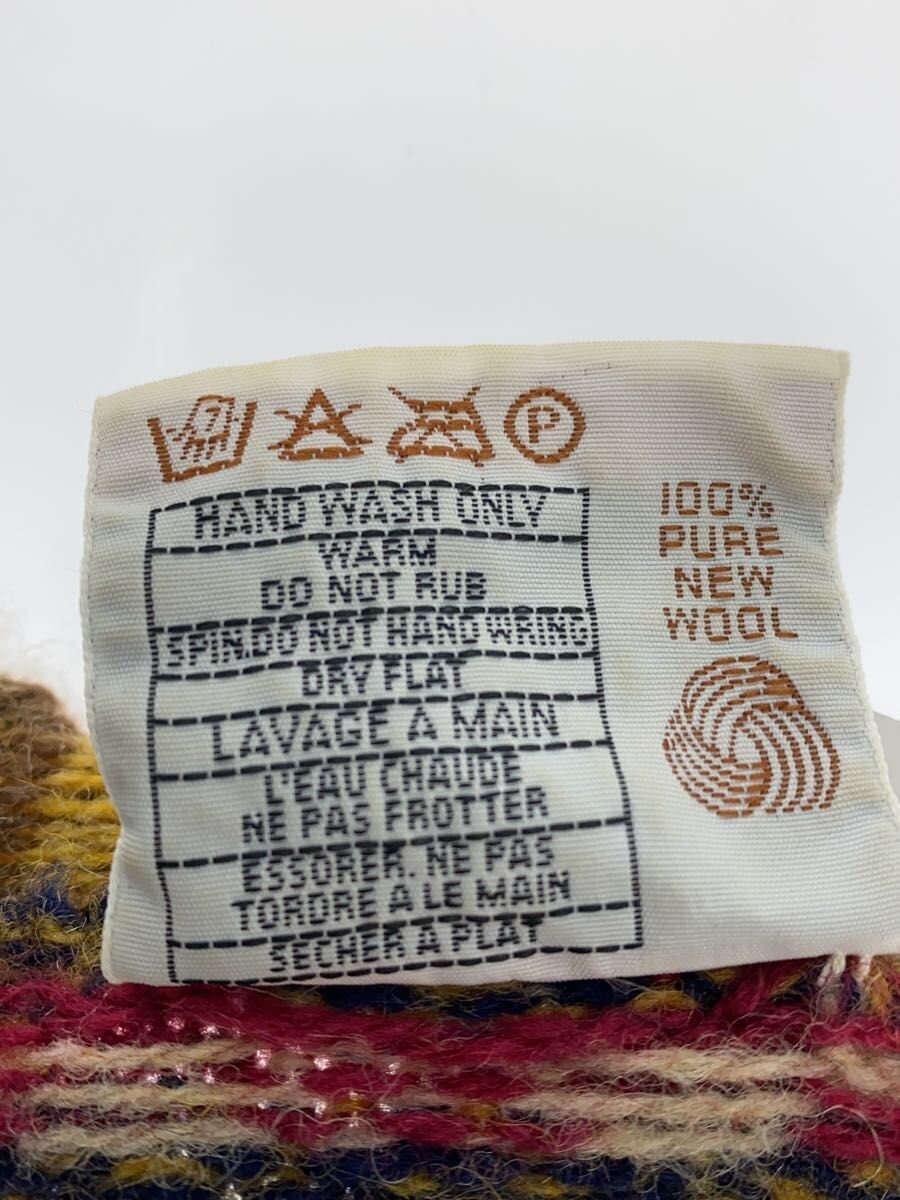 P
HAND WASH ONLY
WARM
DO NOT RUB
SPIN.DO NOT HAND WRING
DRY FLAT
LAVAGE A MAIN
L'EAU CHAUDE
NE PAS FROTTER
ESSORER. NE PAS
TORDRE A LE MAIN
SECHER A PLAT
100%
PURE
NEW
WOOL